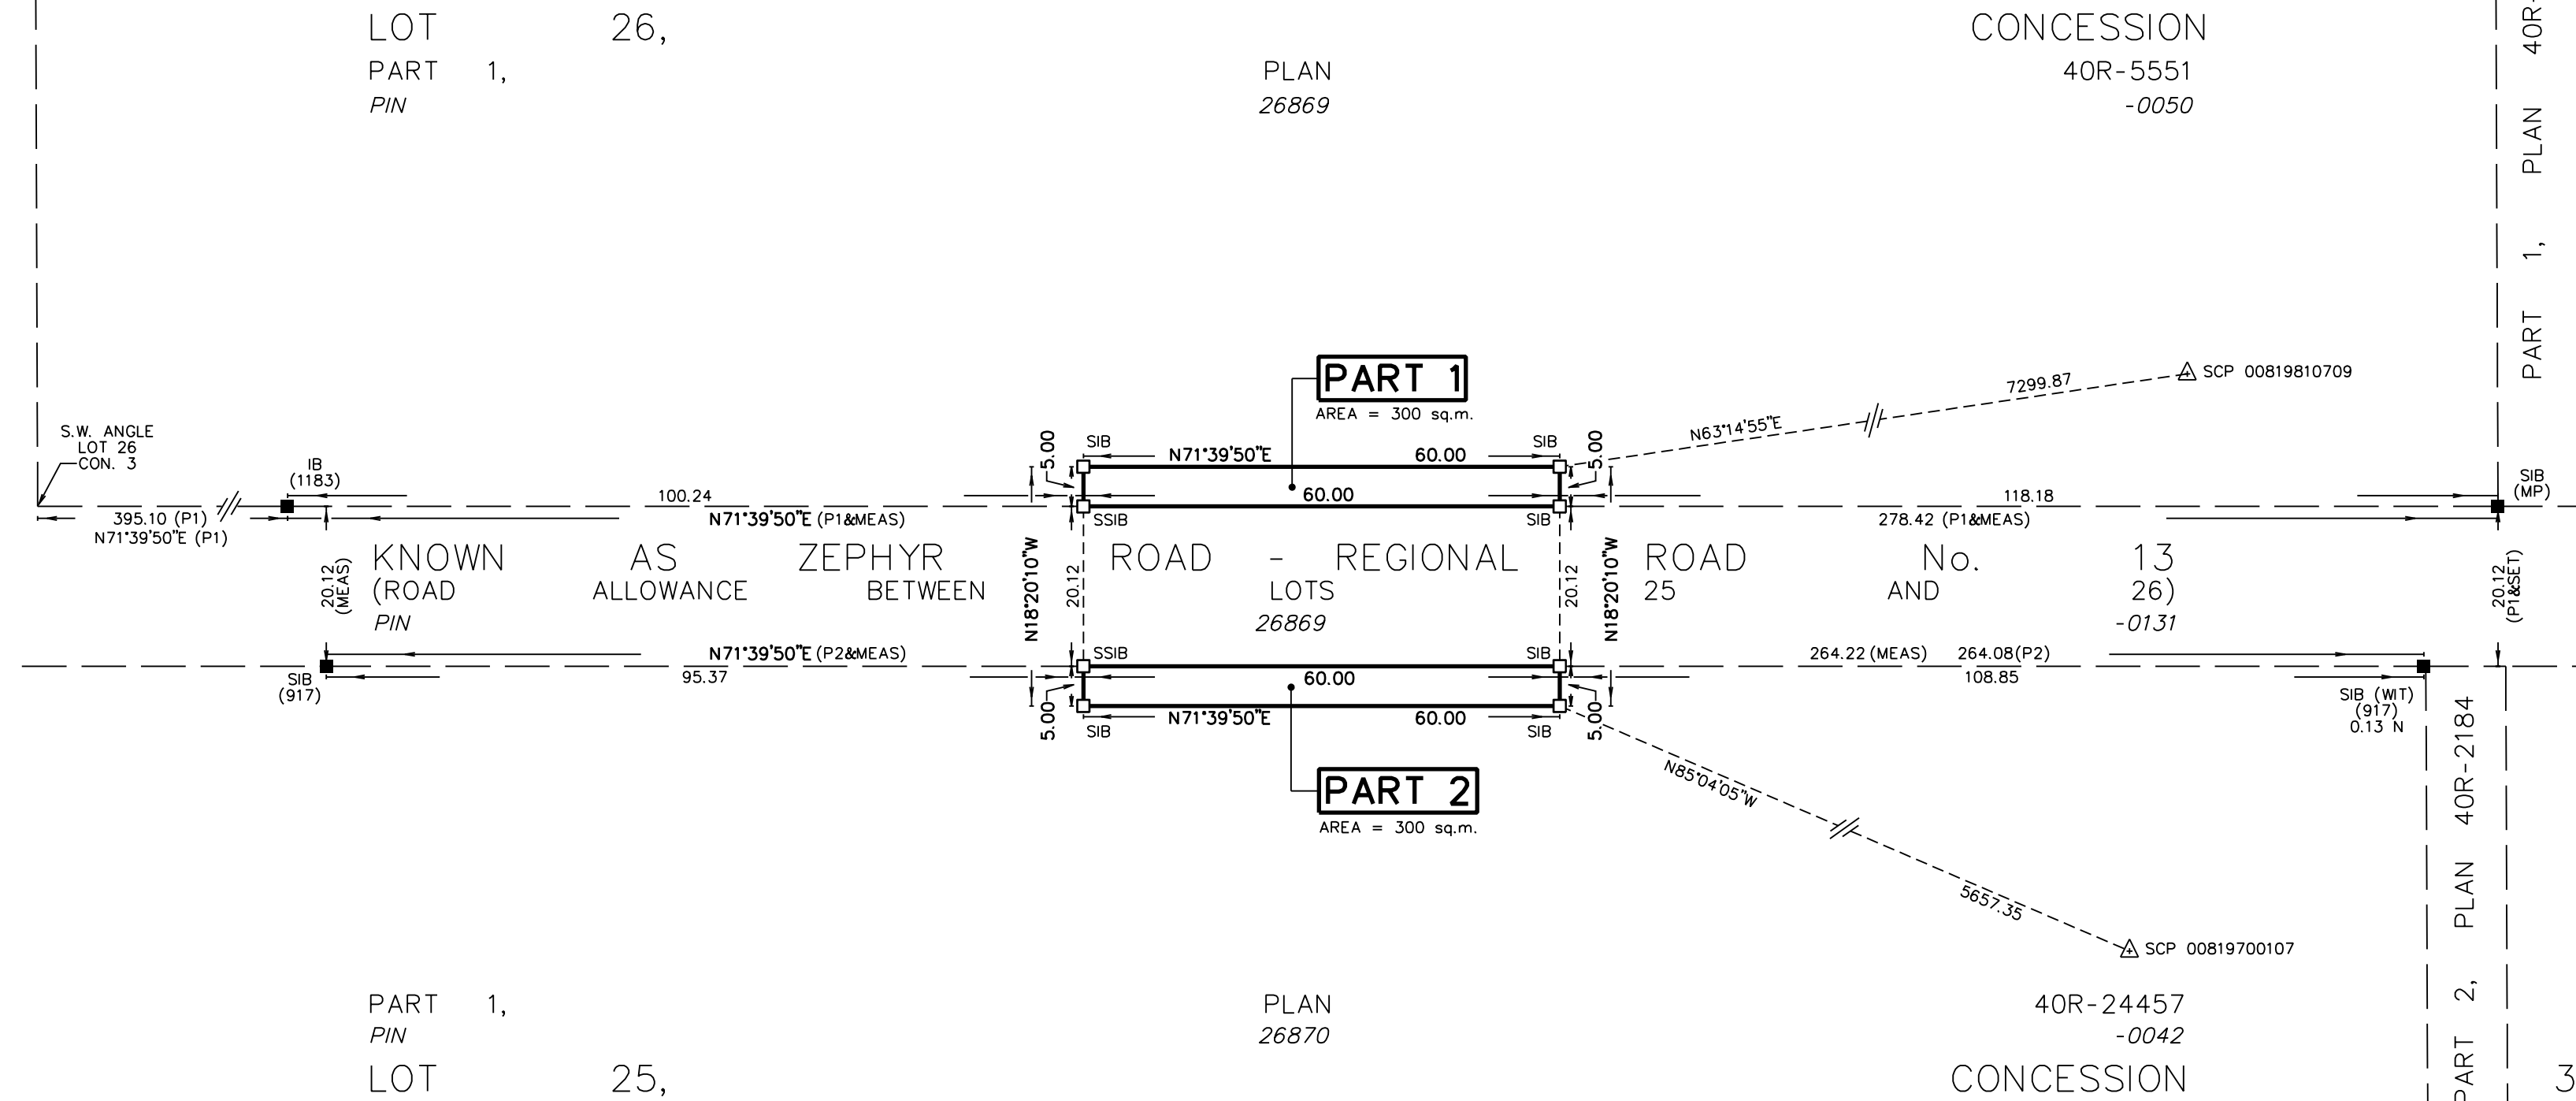 LOT 26, CONCESSION
PART 1, PLAN 40R-5551
PIN 26869 -0050
PART 1, PLAN 40R-
PART 1
AREA = 300 sq.m.
SCP 00819810709
7299.87
N63°14'55"E
S.W. ANGLE
LOT 26
CON. 3
IB
(1183)
SIB
N71°39'50"E 60.00
SIB
5.00
5.00
SIB
(MP)
395.10 (P1)
N71°39'50"E (P1)
100.24
N71°39'50"E (P1&MEAS)
60.00
SSIB
SIB
118.18
278.42 (P1&MEAS)
KNOWN AS ZEPHYR ROAD - REGIONAL ROAD No. 13
(ROAD ALLOWANCE BETWEEN LOTS 25 AND 26)
PIN 26869 -0131
20.12
(MEAS)
N18°20'10"W
20.12
20.12
N18°20'10"W
20.12
(P1&SET)
N71°39'50"E (P2&MEAS)
95.37
SIB
(917)
SSIB
SIB
60.00
264.22 (MEAS) 264.08(P2)
108.85
SIB (WIT)
(917)
0.13 N
5.00
5.00
N71°39'50"E 60.00
SIB
SIB
N85°04'05"W
5657.35
SCP 00819700107
PART 2
AREA = 300 sq.m.
PART 2, PLAN 40R-2184
PART 1, PLAN 40R-24457
PIN 26870 -0042
LOT 25, CONCESSION 3